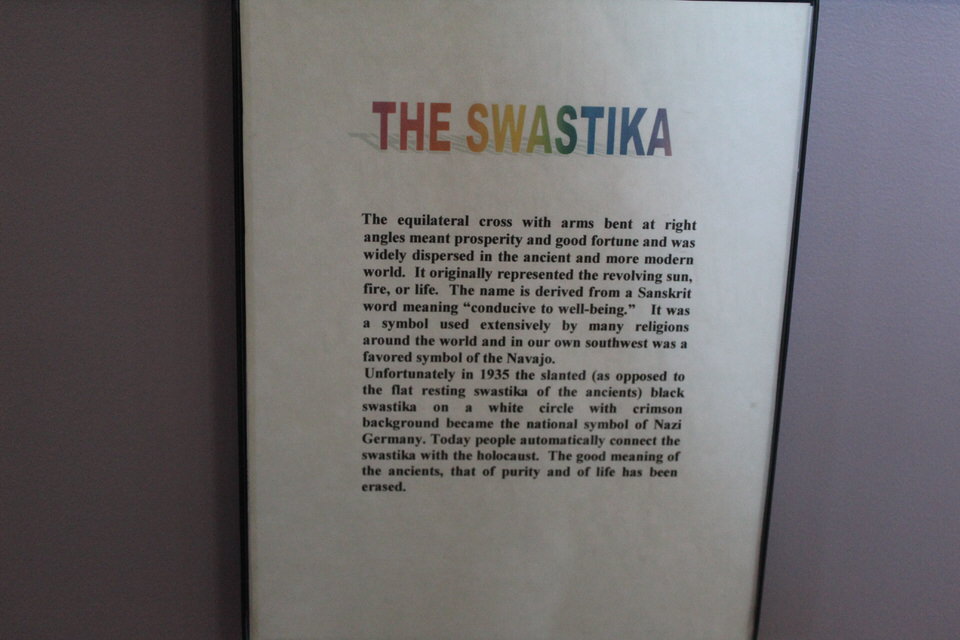 THE SWASTIKA
The equilateral cross with arms bent at right
angles meant prosperity and good fortune and was
widely dispersed in the ancient and more modern
world. It originally represented the revolving sun,
fire, or life. The name is derived from a Sanskrit
word meaning “conducive to well-being.” It was
a symbol used extensively by many religions
around the world and in our own southwest was a
favored symbol of the Navajo.
Unfortunately in 1935 the slanted (as opposed to
the flat resting swastika of the ancients) black
swastika on a white circle with crimson
background became the national symbol of Nazi
Germany. Today people automatically connect the
swastika with the holocaust. The good meaning of
the ancients, that of purity and of life has been
erased.